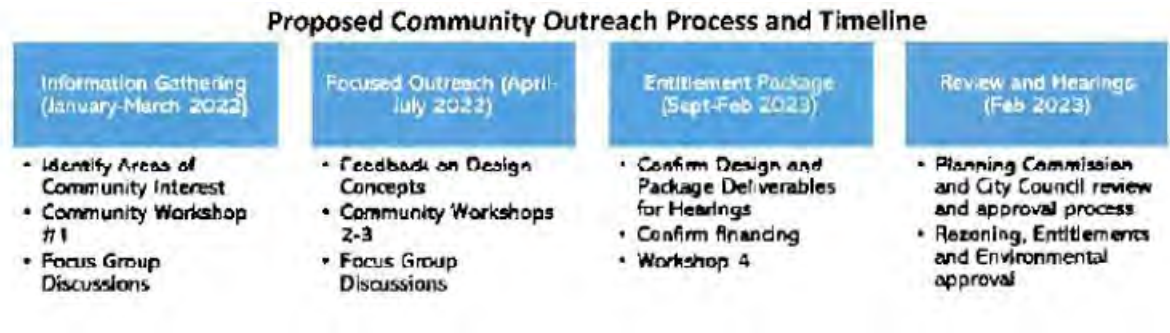 Proposed Community Outreach Process and Timeline
Information Gathering
(January-March 2022)
• Identify Areas of
Community Interest
• Community Workshop
#1
• Focus Group
Discussions
Focused Outreach (April-
July 2022)
• Feedback on Design
Concepts
• Community Workshops
2-3
• Focus Group
Discussions
Entitlement Package
(Sept-Feb 2023)
• Confirm Design and
Package Deliverables
for Hearings
• Confirm financing
• Workshop 4
Review and Hearings
(Feb 2023)
• Planning Commission
and City Council review
and approval process
• Rezoning, Entitlements
and Environmental
approval